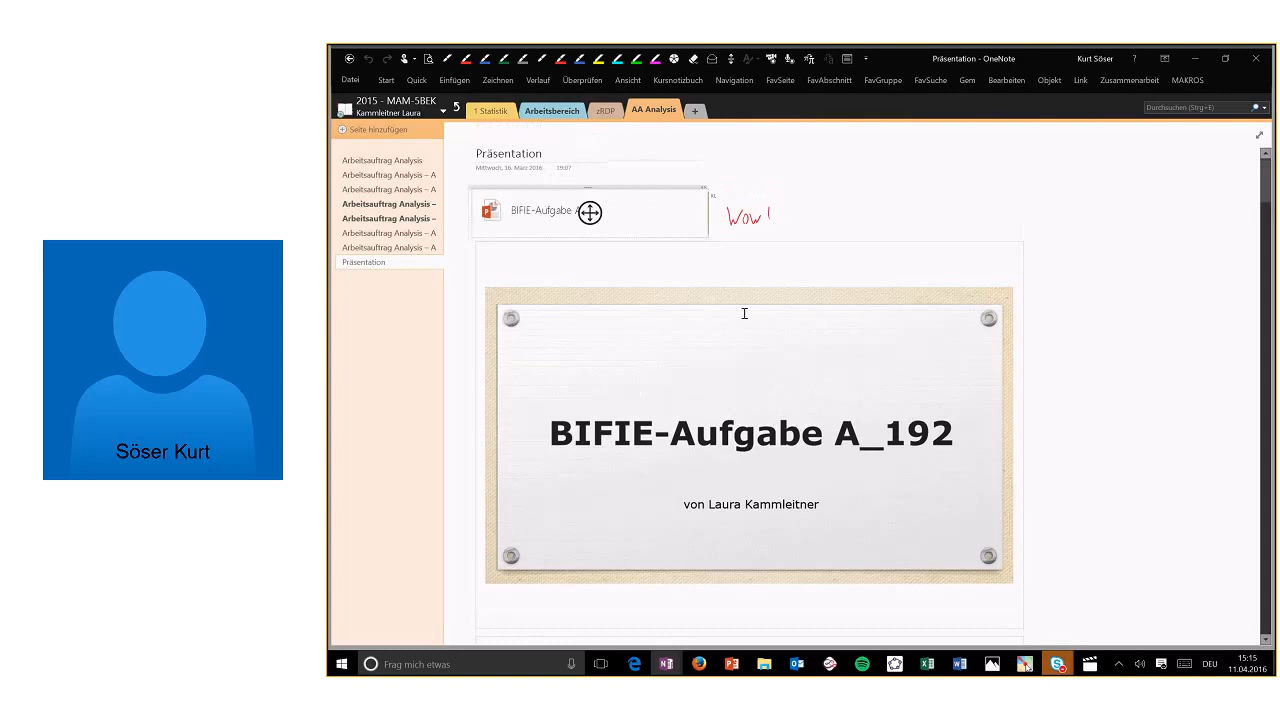 Präsentation - OneNote
Kurt Söser
?
Datei Start Quick Einfügen Zeichnen Verlauf Überprüfen Ansicht Kursnotizbuch Navigation FavSeite FavAbschnitt FavGruppe FavSuche Gem Bearbeiten Objekt Link Zusammenarbeit MAKROS
2015 - MAM-5BEK
Kammleitner Laura
5
1 Statistik
Arbeitsbereich
zRDP
AA Analysis
+
Durchsuchen (Strg+E)
Seite hinzufügen
Arbeitsauftrag Analysis
Arbeitsauftrag Analysis – A
Arbeitsauftrag Analysis – A
Arbeitsauftrag Analysis –
Arbeitsauftrag Analysis –
Arbeitsauftrag Analysis – A
Arbeitsauftrag Analysis – A
Präsentation
Präsentation
Mittwoch, 16. März 2016 19:07
BIFIE-Aufgabe
Wow!
BIFIE-Aufgabe A_192
von Laura Kammleitner
Söser Kurt
Frag mich etwas
DEU
15:15
11.04.2016